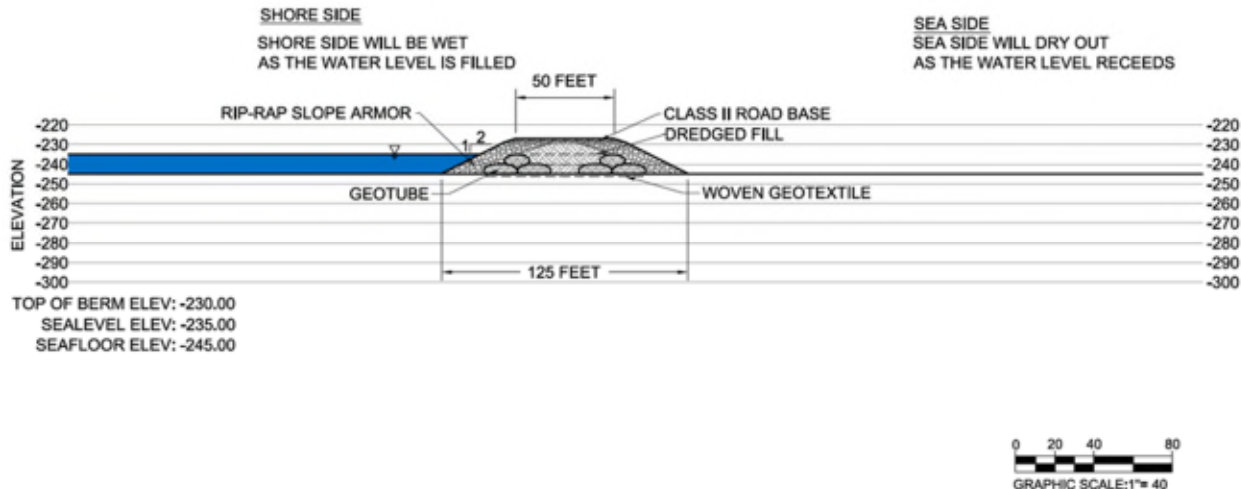 SHORE SIDE
SHORE SIDE WILL BE WET
AS THE WATER LEVEL IS FILLED
SEA SIDE
SEA SIDE WILL DRY OUT
AS THE WATER LEVEL RECEEDS
50 FEET
RIP-RAP SLOPE ARMOR
CLASS II ROAD BASE
DREDGED FILL
1
2
GEOTUBE
WOVEN GEOTEXTILE
125 FEET
ELEVATION
-220
-230
-240
-250
-260
-270
-280
-290
-300
-220
-230
-240
-250
-260
-270
-280
-290
-300
TOP OF BERM ELEV: -230.00
SEALEVEL ELEV: -235.00
SEAFLOOR ELEV: -245.00
0 20 40 80
GRAPHIC SCALE:1"= 40